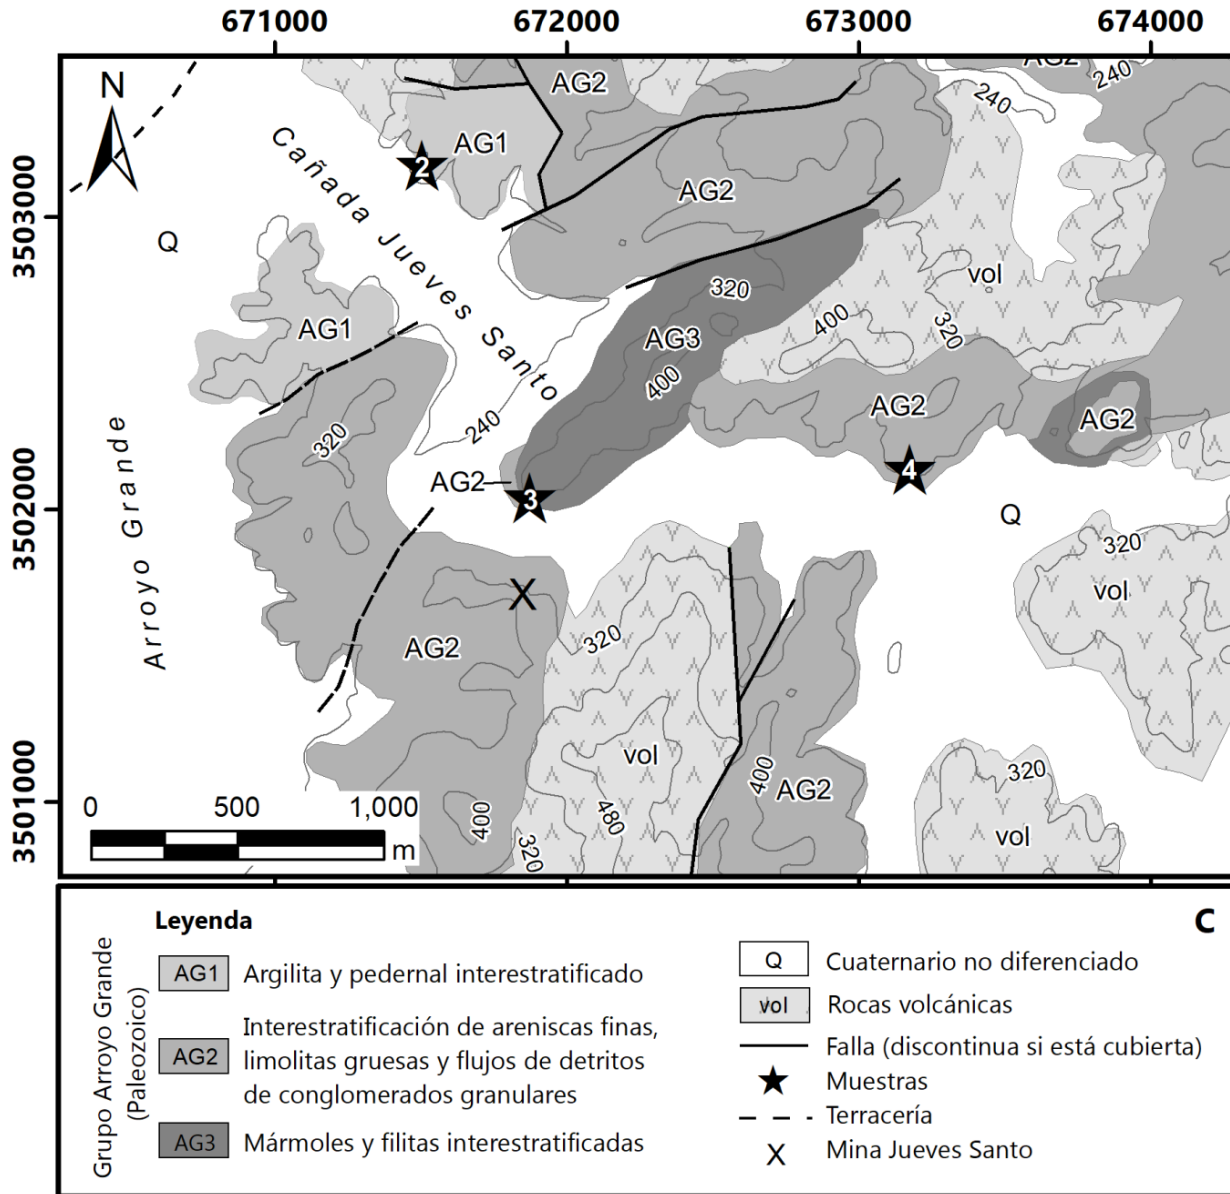 671000 672000 673000 674000
N
AG2
AG2
240
240
Cañada Jueves Santo
AG1
2
3503000
AG2
Q
vol
320
AG1
AG3
400
320
400
240
320
AG2
AG2
Arroyo Grande
AG2
3
4
3502000
Q
320
X
vol
320
AG2
vol
400
AG2
320
0 500 1,000
m
3501000
400
320
480
vol
C
Leyenda
Grupo Arroyo Grande
(Paleozoico)
AG1 Argilita y pedernal interestratificado
AG2 Interestratificación de areniscas finas,
limolitas gruesas y flujos de detritos
de conglomerados granulares
AG3 Mármoles y filitas interestratificadas
Q Cuaternario no diferenciado
vol Rocas volcánicas
Falla (discontinua si está cubierta)
Muestras
Terracería
X Mina Jueves Santo